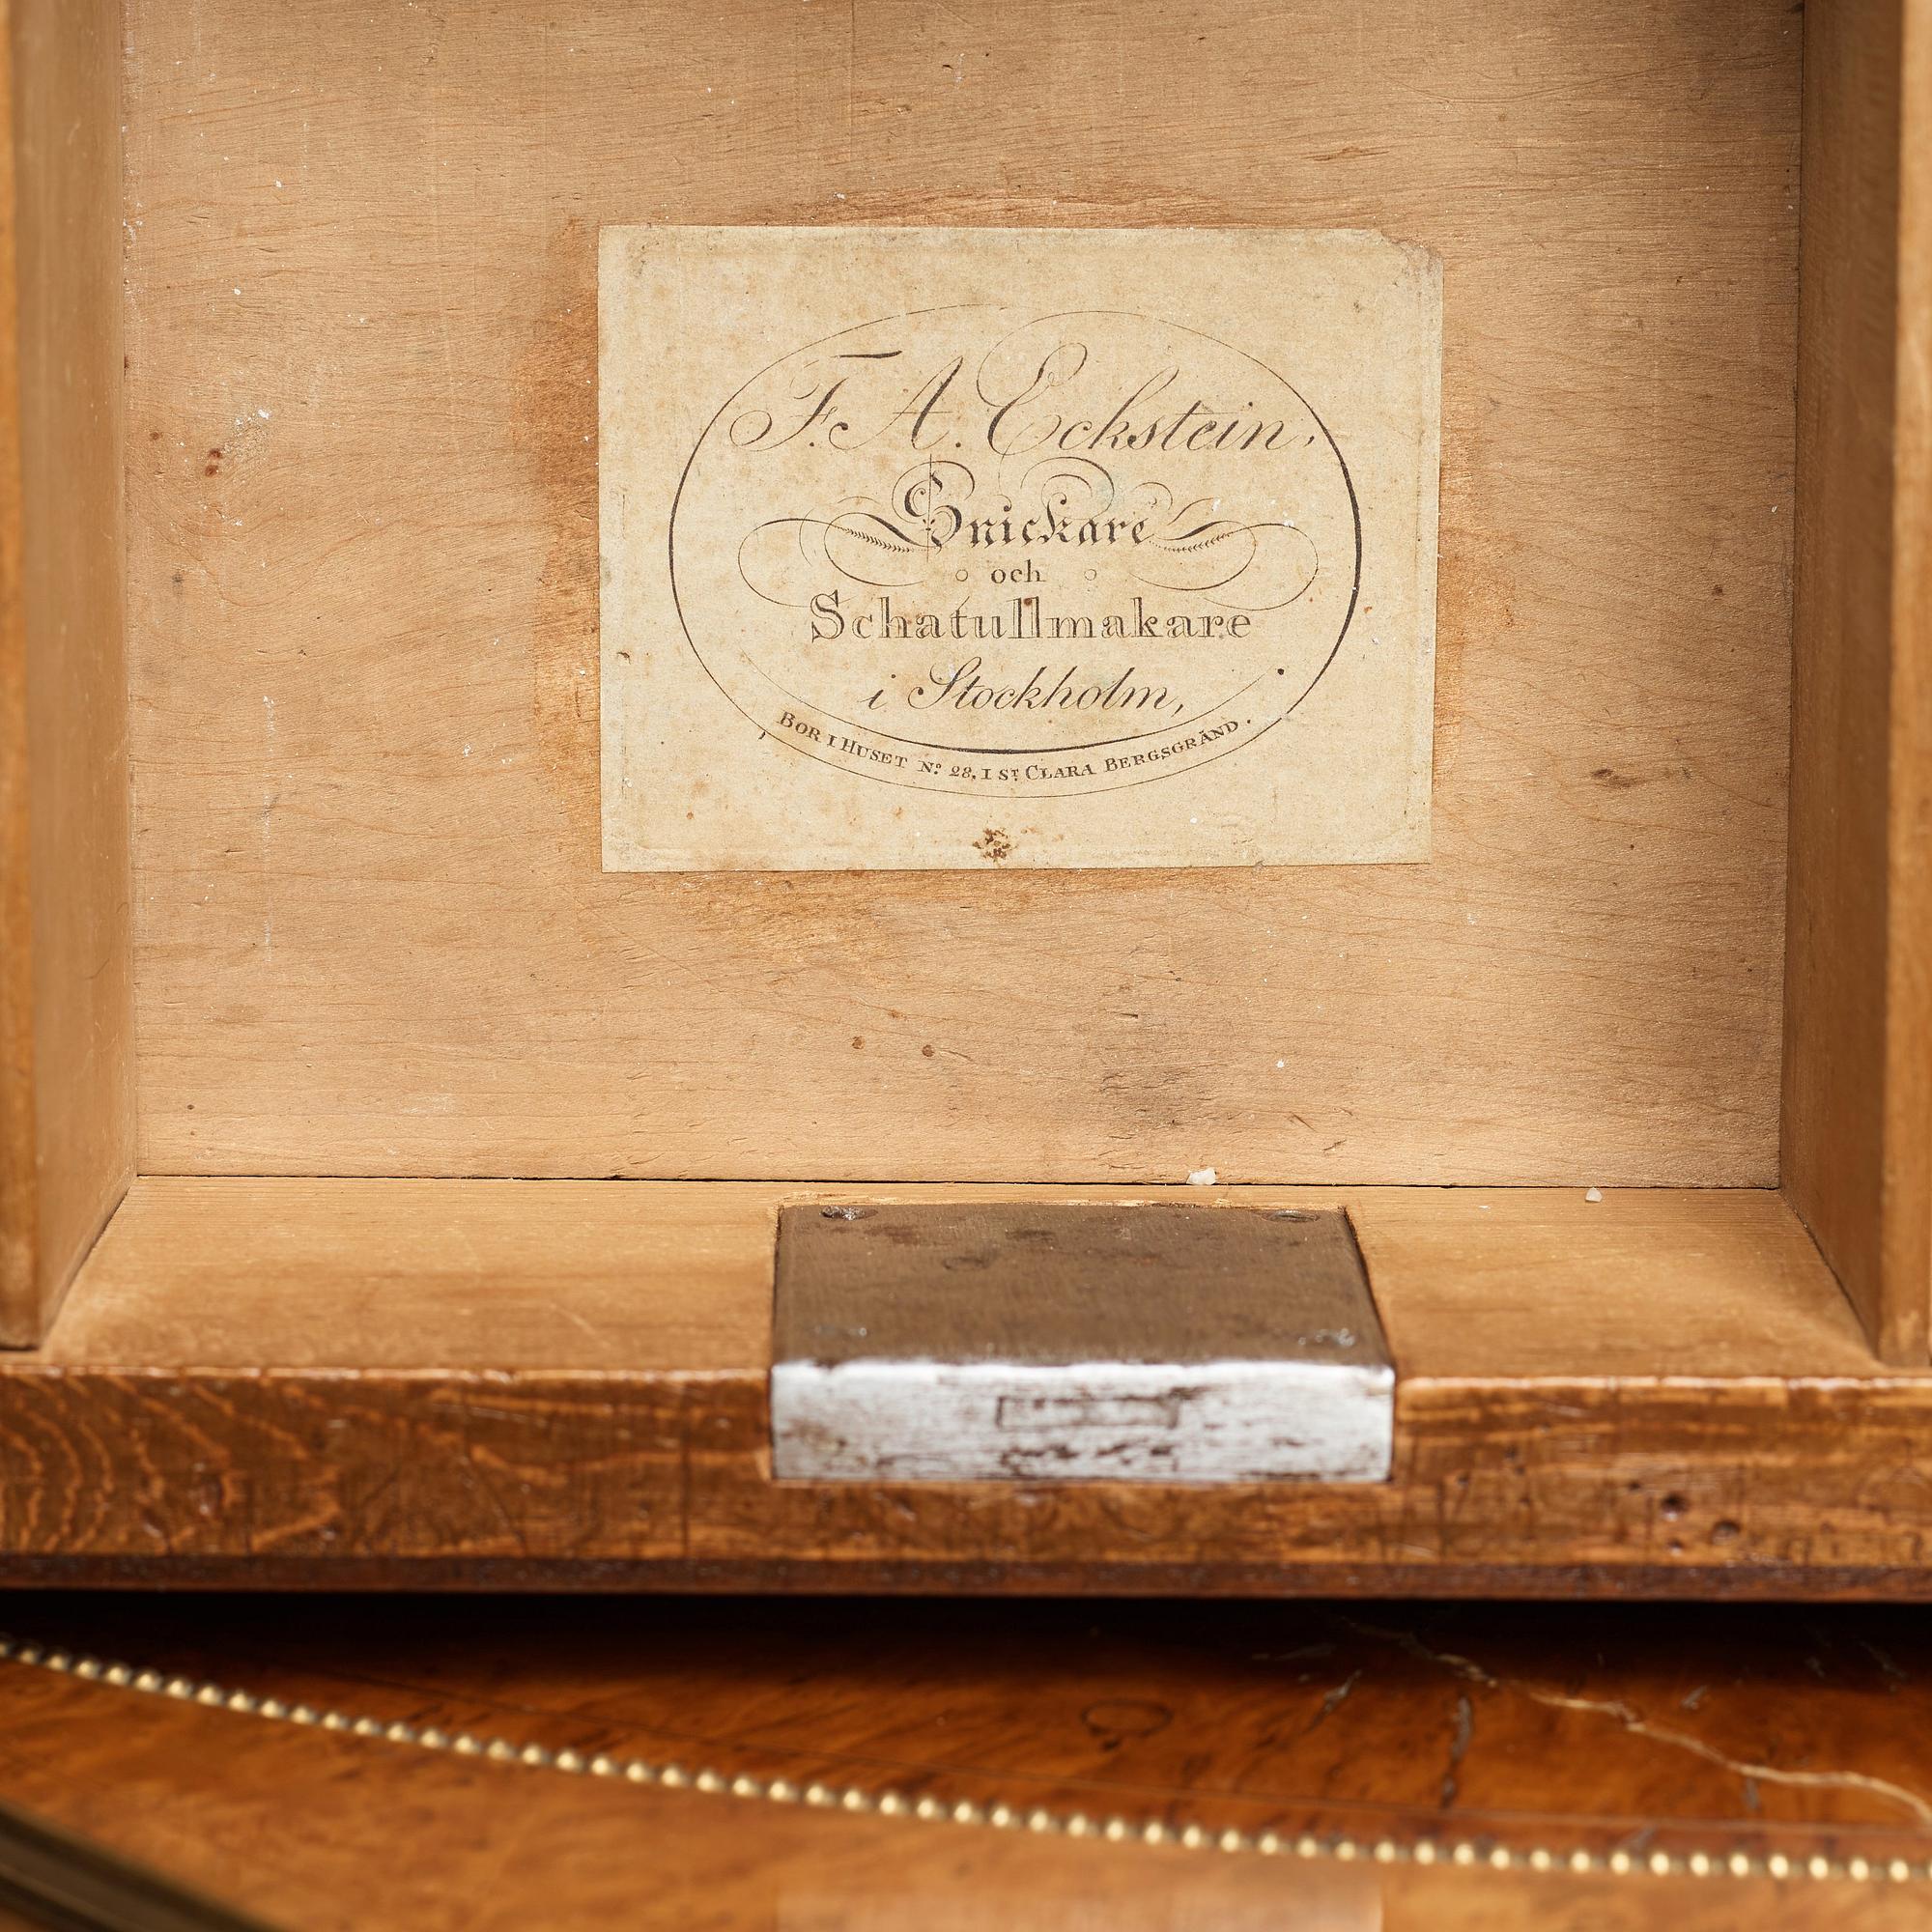 F. A. Eckstein,
Snickare
och
Schatullmakare
i Stockholm,
BOR I HUSET No. 28, I ST. CLARA BERGSGRÄND.